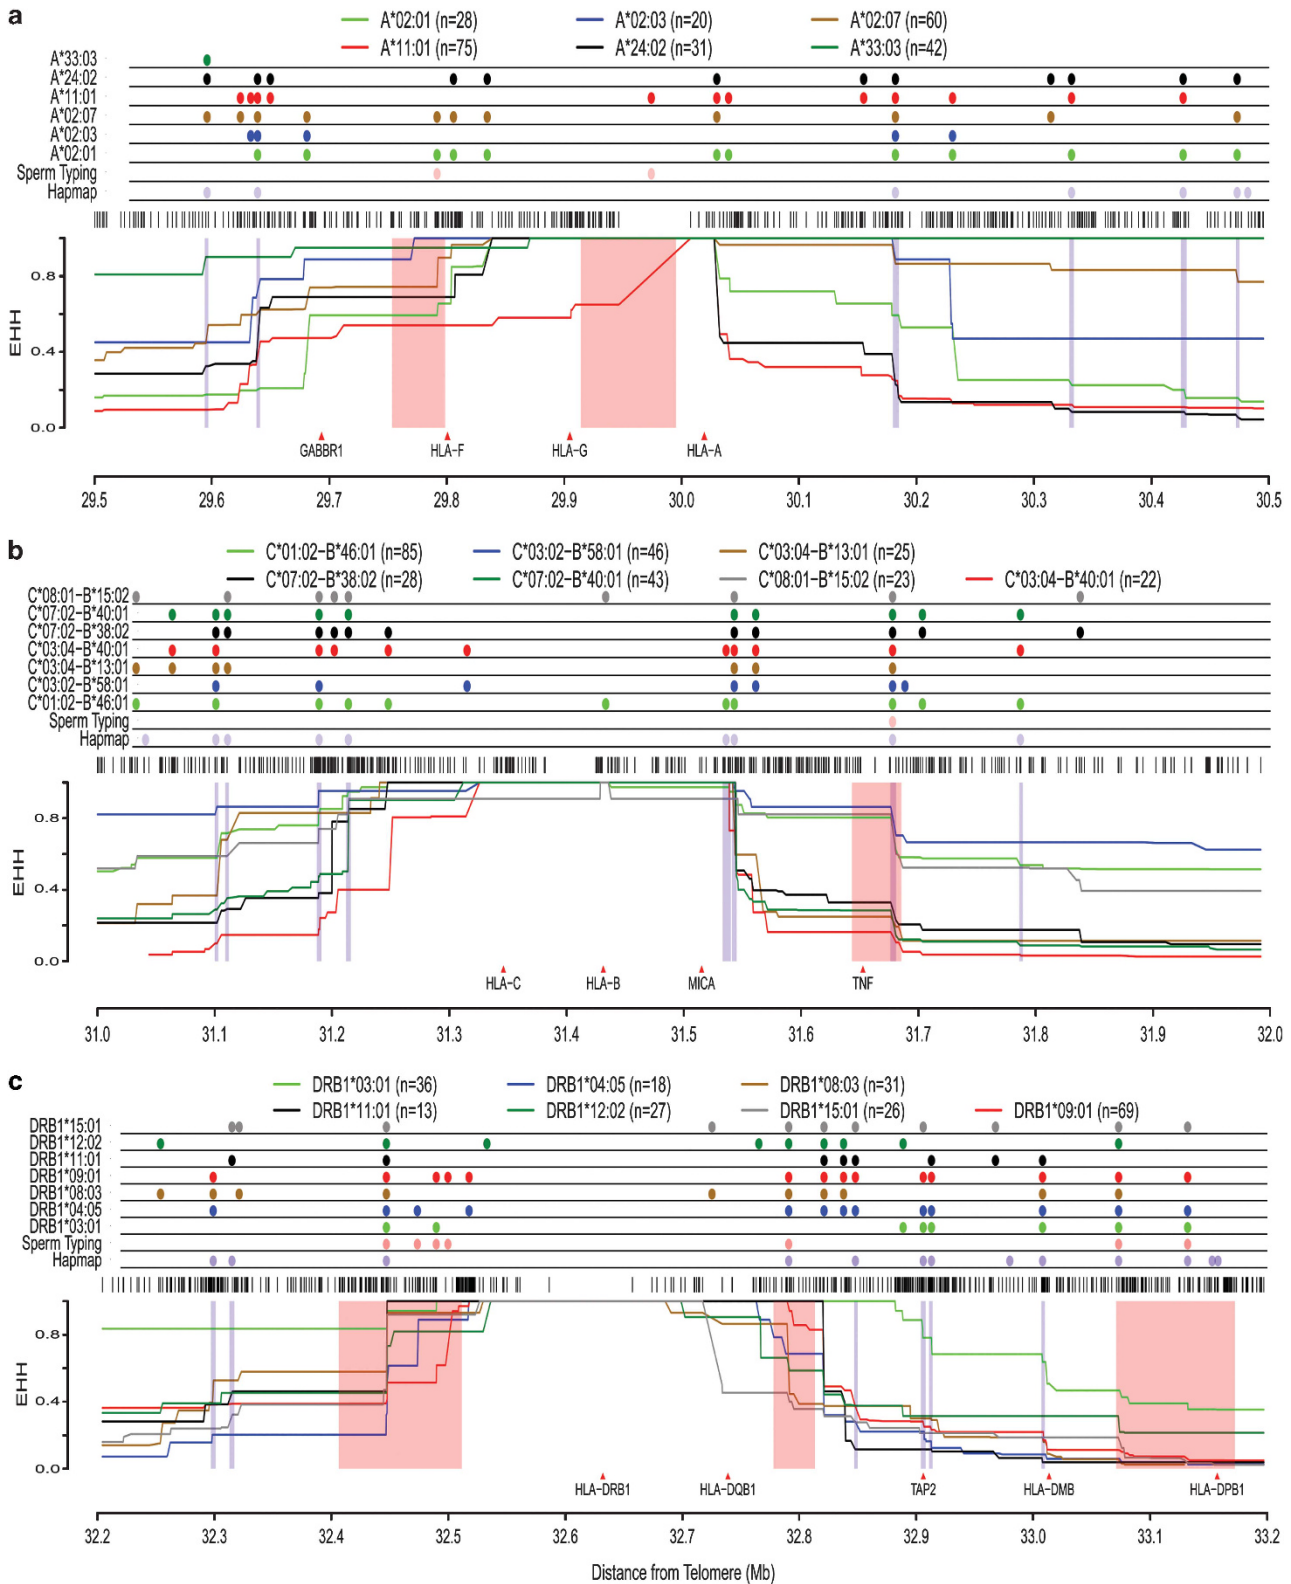 a
A*02:01 (n=28) A*02:03 (n=20) A*02:07 (n=60)
A*11:01 (n=75) A*24:02 (n=31) A*33:03 (n=42)
A*33:03
A*24:02
A*11:01
A*02:07
A*02:03
A*02:01
Sperm Typing
Hapmap
0.8
0.4
0.0
EHH
GABBR1 HLA-F HLA-G HLA-A
29.5 29.6 29.7 29.8 29.9 30.0 30.1 30.2 30.3 30.4 30.5
b
C*01:02-B*46:01 (n=85) C*03:02-B*58:01 (n=46) C*03:04-B*13:01 (n=25)
C*07:02-B*38:02 (n=28) C*07:02-B*40:01 (n=43) C*08:01-B*15:02 (n=23) C*03:04-B*40:01 (n=22)
C*08:01-B*15:02
C*07:02-B*40:01
C*07:02-B*38:02
C*03:04-B*40:01
C*03:04-B*13:01
C*03:02-B*58:01
C*01:02-B*46:01
Sperm Typing
Hapmap
0.8
0.4
0.0
EHH
HLA-C HLA-B MICA TNF
31.0 31.1 31.2 31.3 31.4 31.5 31.6 31.7 31.8 31.9 32.0
c
DRB1*03:01 (n=36) DRB1*04:05 (n=18) DRB1*08:03 (n=31)
DRB1*11:01 (n=13) DRB1*12:02 (n=27) DRB1*15:01 (n=26) DRB1*09:01 (n=69)
DRB1*15:01
DRB1*12:02
DRB1*11:01
DRB1*09:01
DRB1*08:03
DRB1*04:05
DRB1*03:01
Sperm Typing
Hapmap
0.8
0.4
0.0
EHH
HLA-DRB1 HLA-DQB1 TAP2 HLA-DMB HLA-DPB1
32.2 32.3 32.4 32.5 32.6 32.7 32.8 32.9 33.0 33.1 33.2
Distance from Telomere (Mb)